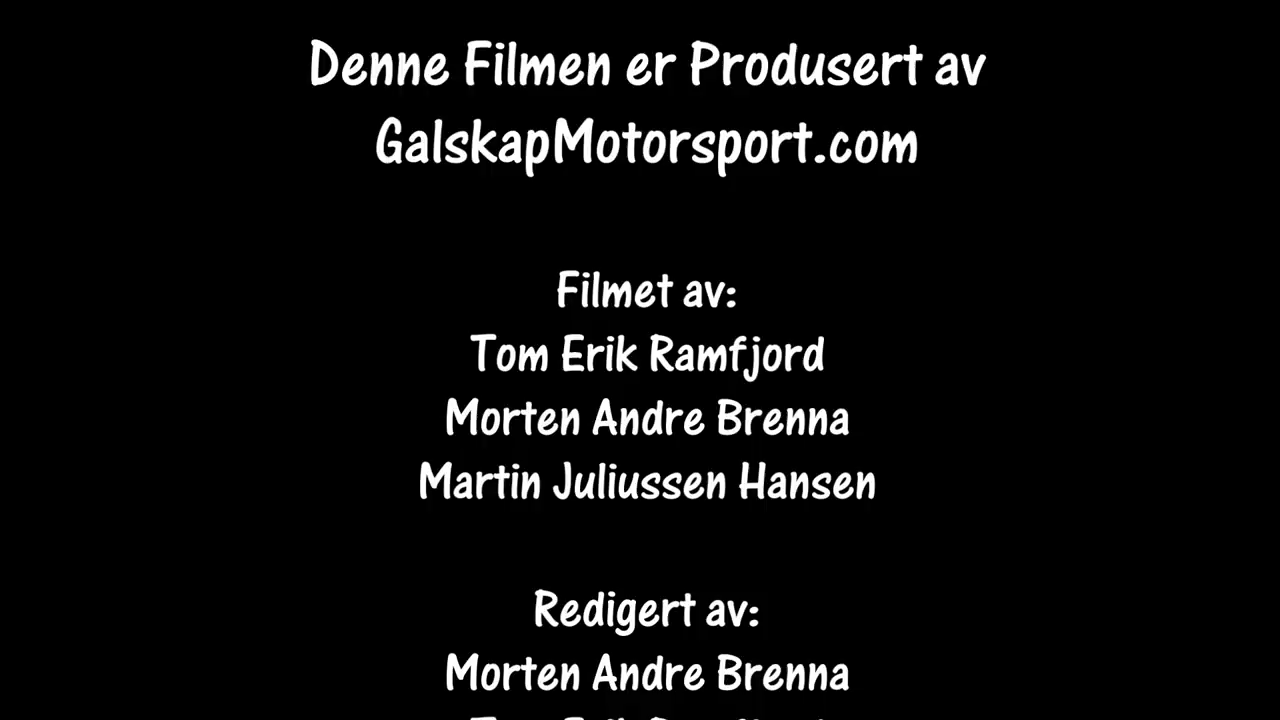 Denne Filmen er Produsert av
GalskapMotorsport.com
Filmet av:
Tom Erik Ramfjord
Morten Andre Brenna
Martin Juliussen Hansen
Redigert av:
Morten Andre Brenna